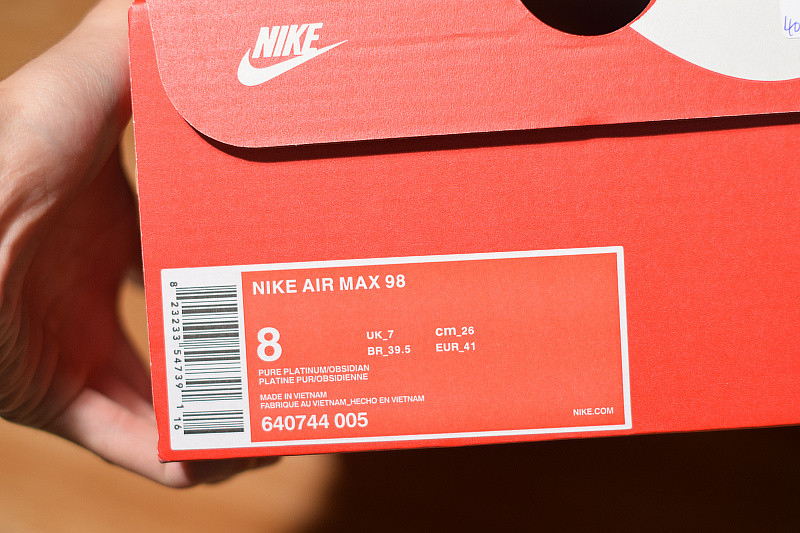 NIKE
40
NIKE AIR MAX 98
8
UK_7
cm_26
BR_39.5
EUR_41
PURE PLATINUM/OBSIDIAN
PLATINE PUR/OBSIDIENNE
MADE IN VIETNAM
FABRIQUE AU VIETNAM_HECHO EN VIETNAM
640744 005
NIKE.COM
8 23233 54739 1 16